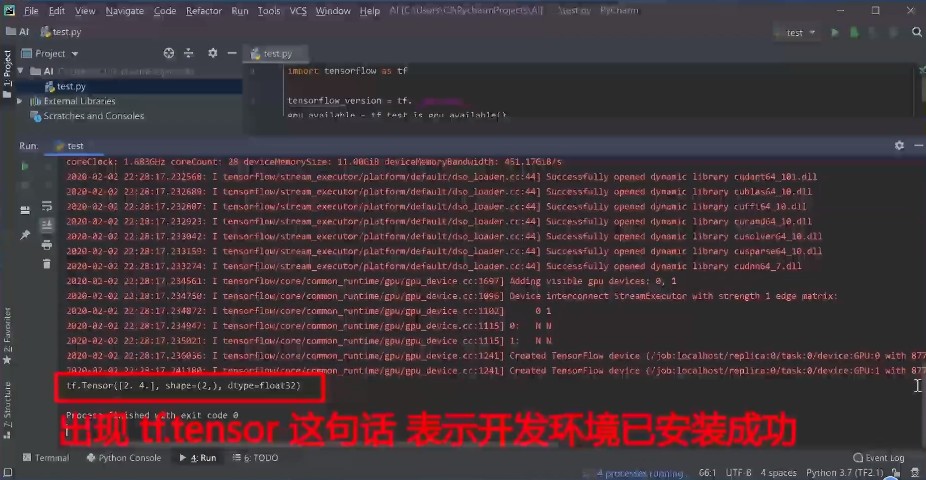 File Edit View Navigate Code Refactor Run Tools VCS Window Help AI [C:\Users\CA\PycharmProjects\AI] ...\test.py PyCharm
AI test.py test
Project test.py
AI
test.py
External Libraries
Scratches and Consoles
1: Project
import tensorflow as tf
tensorflow_version = tf.
gpu_available = tf.test.is_gpu_available()
Run: test
coreClock: 1.683GHz coreCount: 28 deviceMemorySize: 11.00GiB deviceMemoryBandwidth: 451.17GiB/s
2020-02-02 22:28:17.232568: I tensorflow/stream_executor/platform/default/dso_loader.cc:44] Successfully opened dynamic library cudart64_101.dll
2020-02-02 22:28:17.232689: I tensorflow/stream_executor/platform/default/dso_loader.cc:44] Successfully opened dynamic library cublas64_10.dll
2020-02-02 22:28:17.232807: I tensorflow/stream_executor/platform/default/dso_loader.cc:44] Successfully opened dynamic library cufft64_10.dll
2020-02-02 22:28:17.232923: I tensorflow/stream_executor/platform/default/dso_loader.cc:44] Successfully opened dynamic library curand64_10.dll
2020-02-02 22:28:17.233042: I tensorflow/stream_executor/platform/default/dso_loader.cc:44] Successfully opened dynamic library cusolver64_10.dll
2020-02-02 22:28:17.233159: I tensorflow/stream_executor/platform/default/dso_loader.cc:44] Successfully opened dynamic library cusparse64_10.dll
2020-02-02 22:28:17.233274: I tensorflow/stream_executor/platform/default/dso_loader.cc:44] Successfully opened dynamic library cudnn64_7.dll
2020-02-02 22:28:17.234561: I tensorflow/core/common_runtime/gpu/gpu_device.cc:1697] Adding visible gpu devices: 0, 1
2020-02-02 22:28:17.234750: I tensorflow/core/common_runtime/gpu/gpu_device.cc:1096] Device interconnect StreamExecutor with strength 1 edge matrix:
2020-02-02 22:28:17.234872: I tensorflow/core/common_runtime/gpu/gpu_device.cc:1102] 0 1
2020-02-02 22:28:17.234947: I tensorflow/core/common_runtime/gpu/gpu_device.cc:1115] 0: N N
2020-02-02 22:28:17.235021: I tensorflow/core/common_runtime/gpu/gpu_device.cc:1115] 1: N N
2020-02-02 22:28:17.236056: I tensorflow/core/common_runtime/gpu/gpu_device.cc:1241] Created TensorFlow device (/job:localhost/replica:0/task:0/device:GPU:0 with 877
2020-02-02 22:28:17.241180: I tensorflow/core/common_runtime/gpu/gpu_device.cc:1241] Created TensorFlow device (/job:localhost/replica:0/task:0/device:GPU:1 with 877
tf.Tensor([2. 4.], shape=(2,), dtype=float32)
Process finished with exit code 0
出现 tf.tensor 这句话 表示开发环境已安装成功
2: Favorites
7: Structure
Terminal Python Console 4: Run 6: TODO Event Log
4 processes running... 66:1 UTF-8 4 spaces Python 3.7 (TF2.1)